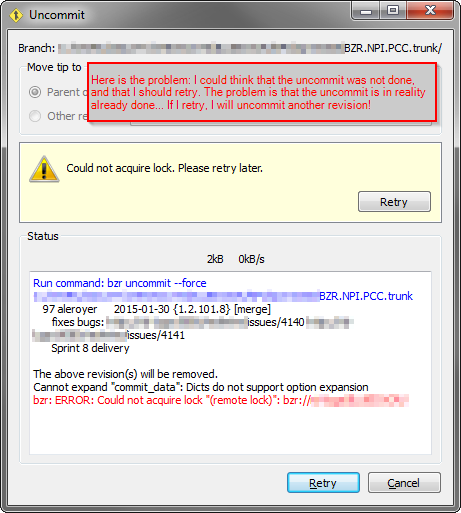 Uncommit
Branch: BZR.NPI.PCC.trunk/
Move tip to
Here is the problem: I could think that the uncommit was not done,
Parent
and that I should retry. The problem is that the uncommit is in reality
already done... If I retry, I will uncommit another revision!
Other
Could not acquire lock. Please retry later.
Retry
Status
2kB 0kB/s
Run command: bzr uncommit --force
BZR.NPI.PCC.trunk
97 aleroyer 2015-01-30 {1.2.101.8} [merge]
fixes bugs: issues/4140
issues/4141
Sprint 8 delivery
The above revision(s) will be removed.
Cannot expand "commit_data": Dicts do not support option expansion
bzr: ERROR: Could not acquire lock "(remote lock)": bzr://
Retry Cancel